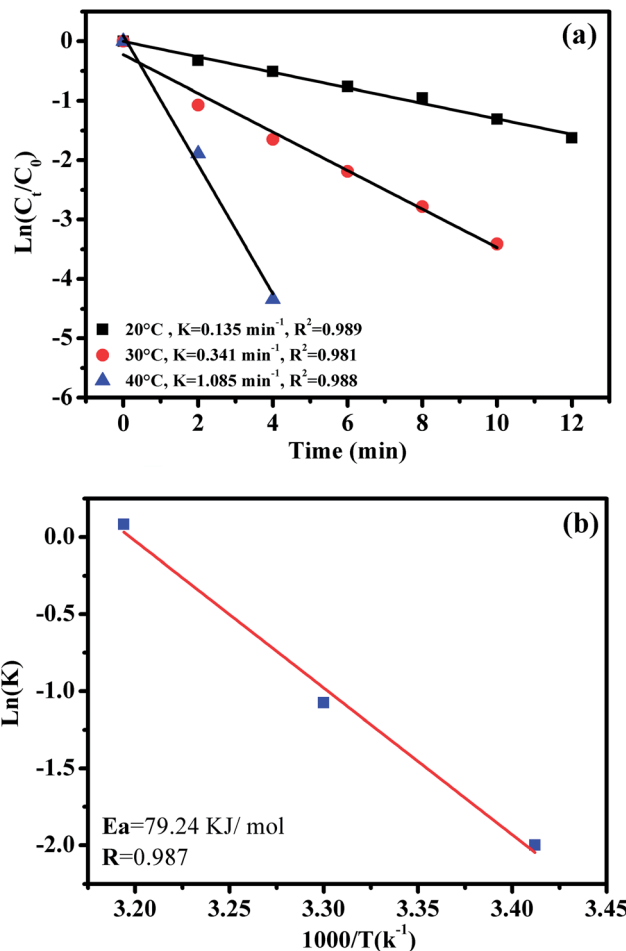 (a)
0
-1
-2
-3
-4
-5
-6
Ln(Cₜ/C₀)
20°C , K=0.135 min⁻¹, R²=0.989
30°C, K=0.341 min⁻¹, R²=0.981
40°C, K=1.085 min⁻¹, R²=0.988
0 2 4 6 8 10 12
Time (min)
(b)
0.0
-0.5
-1.0
-1.5
-2.0
Ln(K)
Ea=79.24 KJ/ mol
R=0.987
3.20 3.25 3.30 3.35 3.40 3.45
1000/T(k⁻¹)